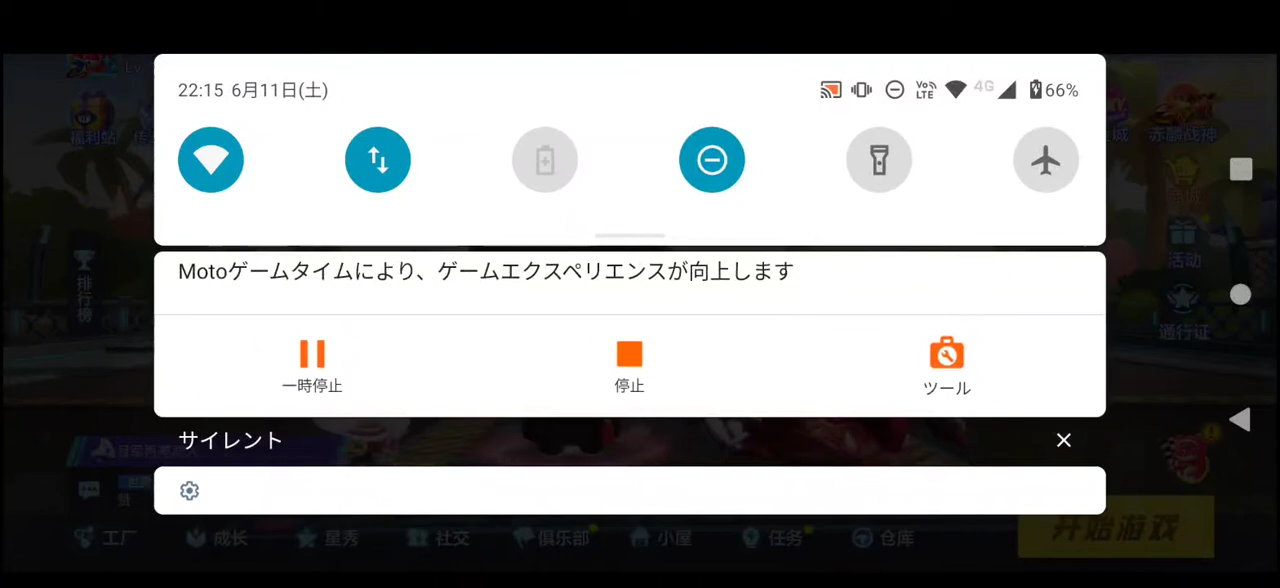 22:15 6月11日(土)
Vo)) LTE
4G
66%
Motoゲームタイムにより、ゲームエクスペリエンスが向上します
一時停止
停止
ツール
サイレント
福利站
赤麟战神
活动
排行榜
通行证
工厂
成长
星秀
社交
俱乐部
小屋
任务
仓库
开始游戏